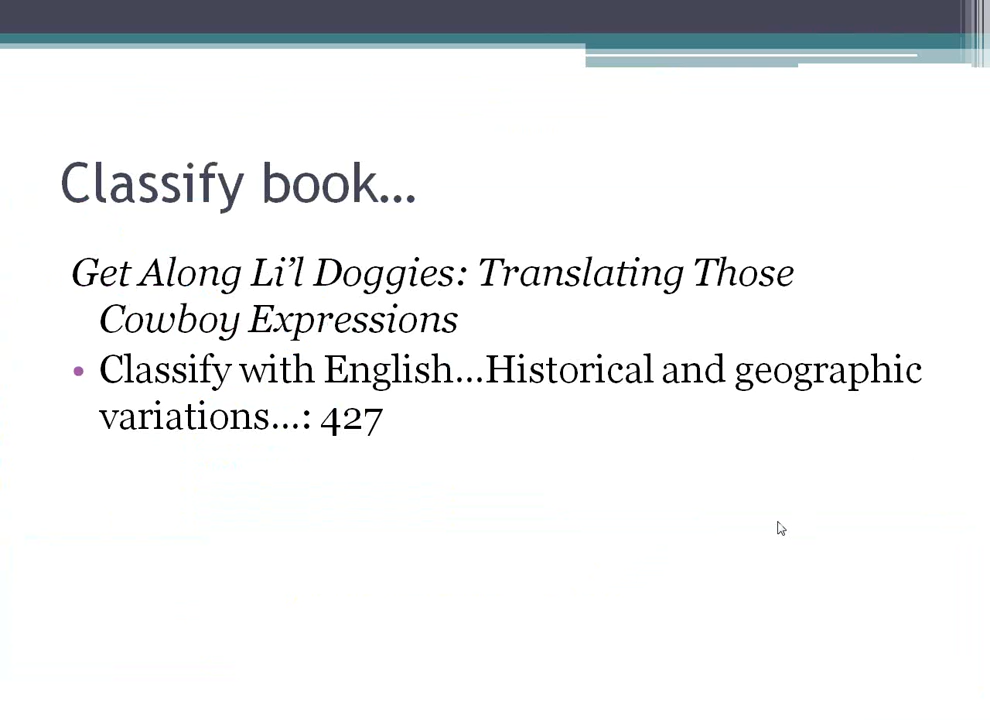 Classify book…
Get Along Li’l Doggies: Translating Those
Cowboy Expressions
• Classify with English…Historical and geographic
variations…: 427